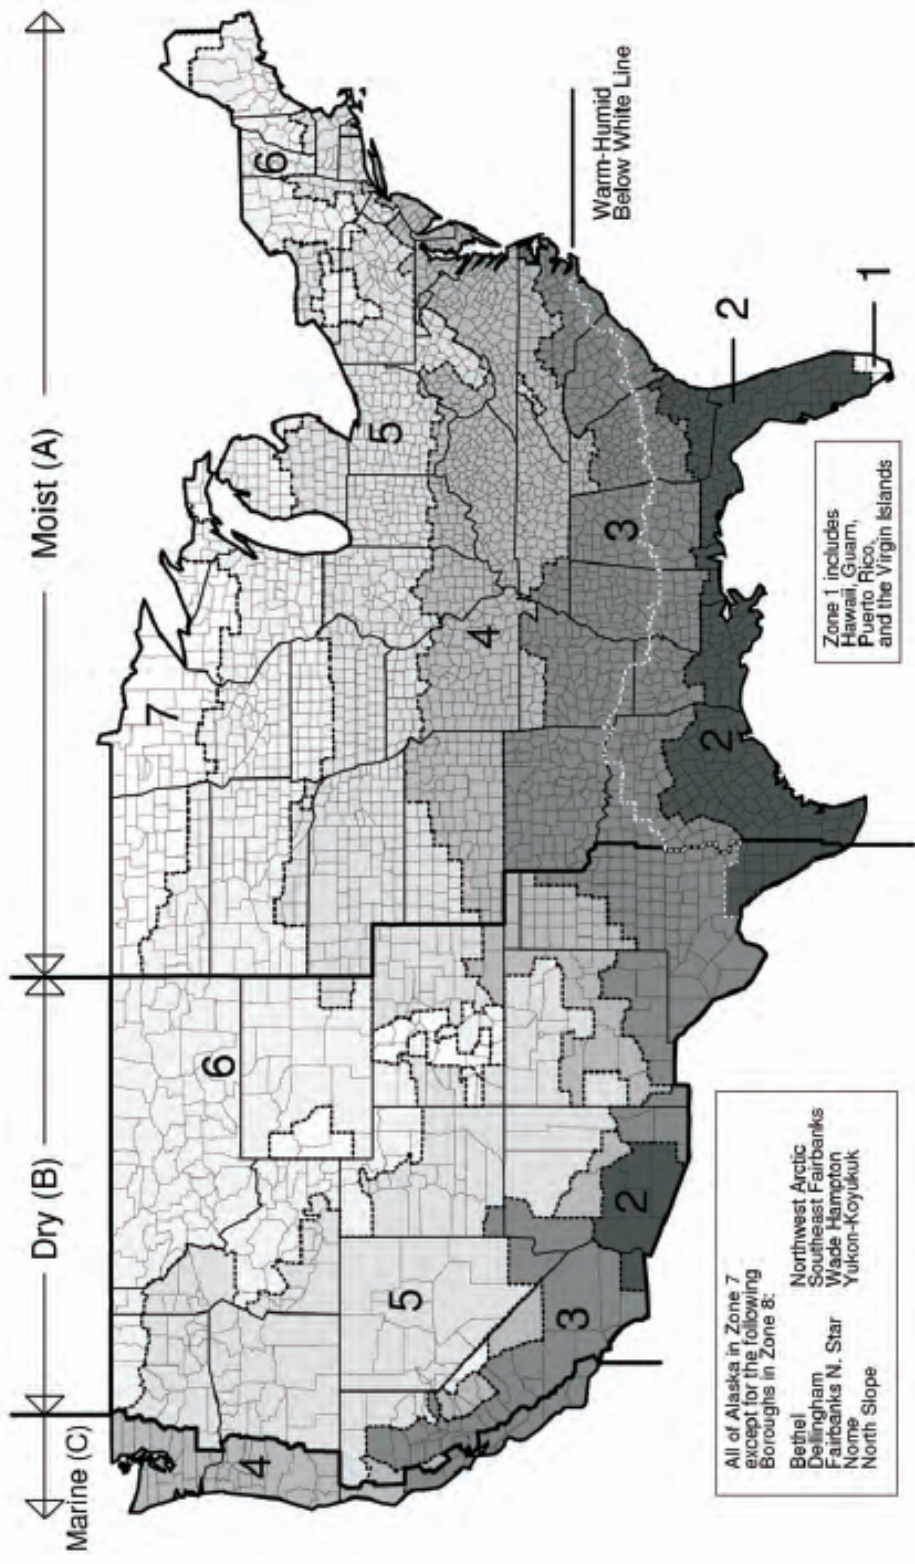 Marine (C)
Dry (B)
Moist (A)
4
5
3
6
2
7
4
5
3
2
6
2
1
Warm-Humid
Below White Line
All of Alaska in Zone 7
except for the following
Boroughs in Zone 8:
Bethel
Dellingham
Fairbanks N. Star
Nome
North Slope
Northwest Arctic
Southeast Fairbanks
Wade Hampton
Yukon-Koyukuk
Zone 1 includes
Hawaii, Guam,
Puerto Rico,
and the Virgin Islands